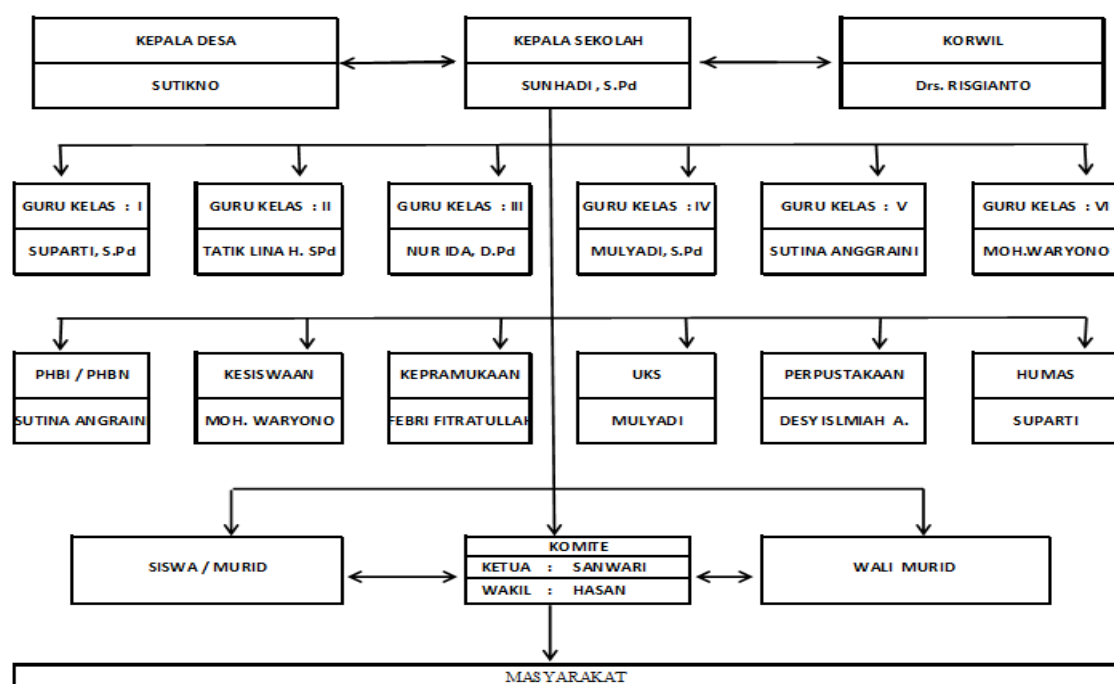 KEPALA DESA
SUTIKNO
KEPALA SEKOLAH
SUNHADI , S.Pd
KORWIL
Drs. RISGIANTO
GURU KELAS : I
SUPARTI, S.Pd
GURU KELAS : II
TATIK LINA H. SPd
GURU KELAS : III
NUR IDA, D.Pd
GURU KELAS : IV
MULYADI, S.Pd
GURU KELAS : V
SUTINA ANGGRAINI
GURU KELAS : VI
MOH.WARYONO
PHBI / PHBN
SUTINA ANGRAIN
KESISWAAN
MOH. WARYONO
KEPRAMUKAAN
FEBRI FITRATULLAH
UKS
MULYADI
PERPUSTAKAAN
DESY ISLMIAH A.
HUMAS
SUPARTI
SISWA / MURID
KOMITE
KETUA : SANWARI
WAKIL : HASAN
WALI MURID
MASYARAKAT